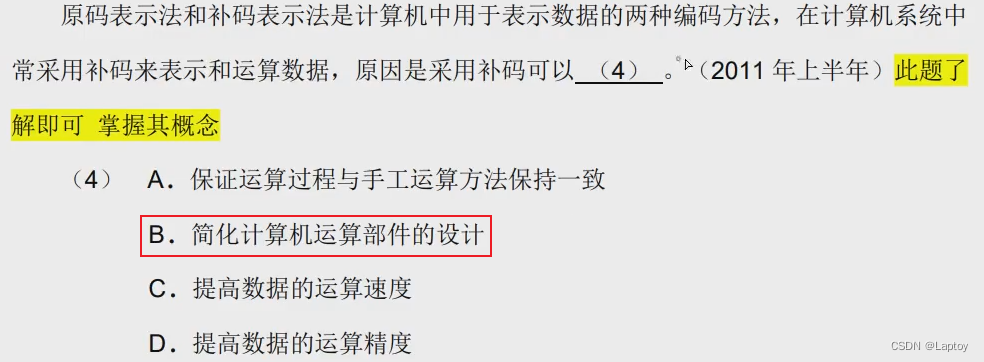 原码表示法和补码表示法是计算机中用于表示数据的两种编码方法，在计算机系统中
常采用补码来表示和运算数据，原因是采用补码可以 （4） 。（2011 年上半年）此题了
解即可 掌握其概念
（4） A．保证运算过程与手工运算方法保持一致
B．简化计算机运算部件的设计
C．提高数据的运算速度
D．提高数据的运算精度
CSDN @Laptoy